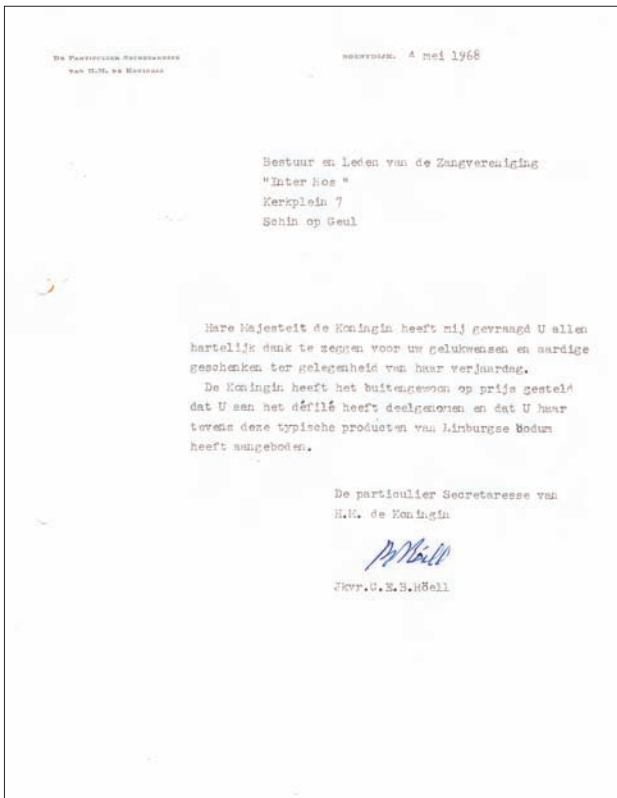 DE PARTICULIER SECRETARESSE
VAN H.M. DE KONINGIN
SOESTDIJK, 4 mei 1968
Bestuur en Leden van de Zangvereniging
"Inter Nos "
Kerkplein 7
Schin op Geul
Hare Majesteit de Koningin heeft mij gevraagd U allen
hartelijk dank te zeggen voor uw gelukwensen en aardige
geschenken ter gelegenheid van haar verjaardag.
De Koningin heeft het buitengewoon op prijs gesteld
dat U aan het défilé heeft deelgenomen en dat U haar
tevens deze typische producten van Limburgse bodum
heeft aangeboden.
De particulier Secretaresse van
H.M. de Koningin
Jkvr.C.E.B.Röell